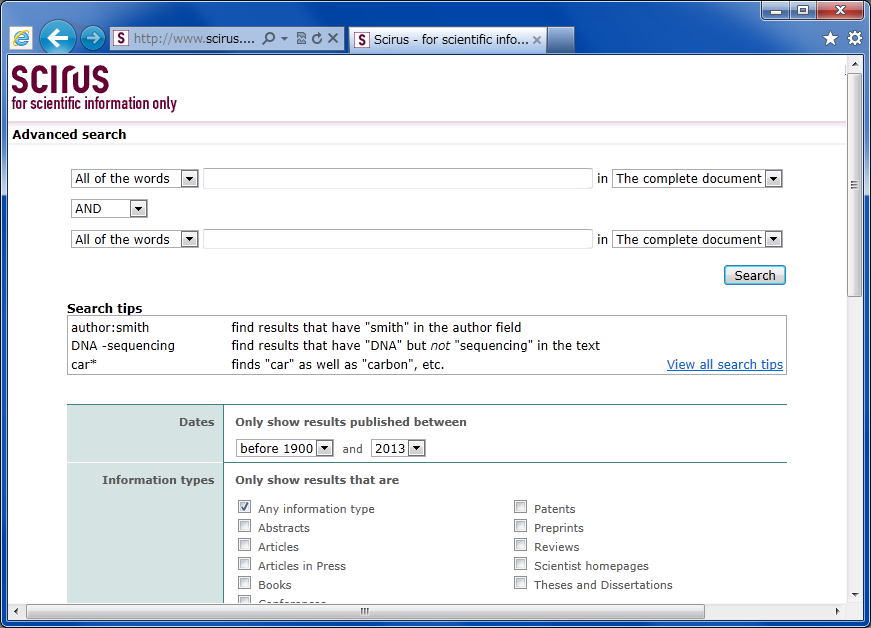 S http://www.scirus.... S Scirus - for scientific info...
SCIRUS
for scientific information only
Advanced search
All of the words in The complete document
AND
All of the words in The complete document
Search
Search tips
author:smith find results that have "smith" in the author field
DNA -sequencing find results that have "DNA" but not "sequencing" in the text
car* finds "car" as well as "carbon", etc. View all search tips
Dates Only show results published between
before 1900 and 2013
Information types Only show results that are
Any information type Patents
Abstracts Preprints
Articles Reviews
Articles in Press Scientist homepages
Books Theses and Dissertations
Conferences